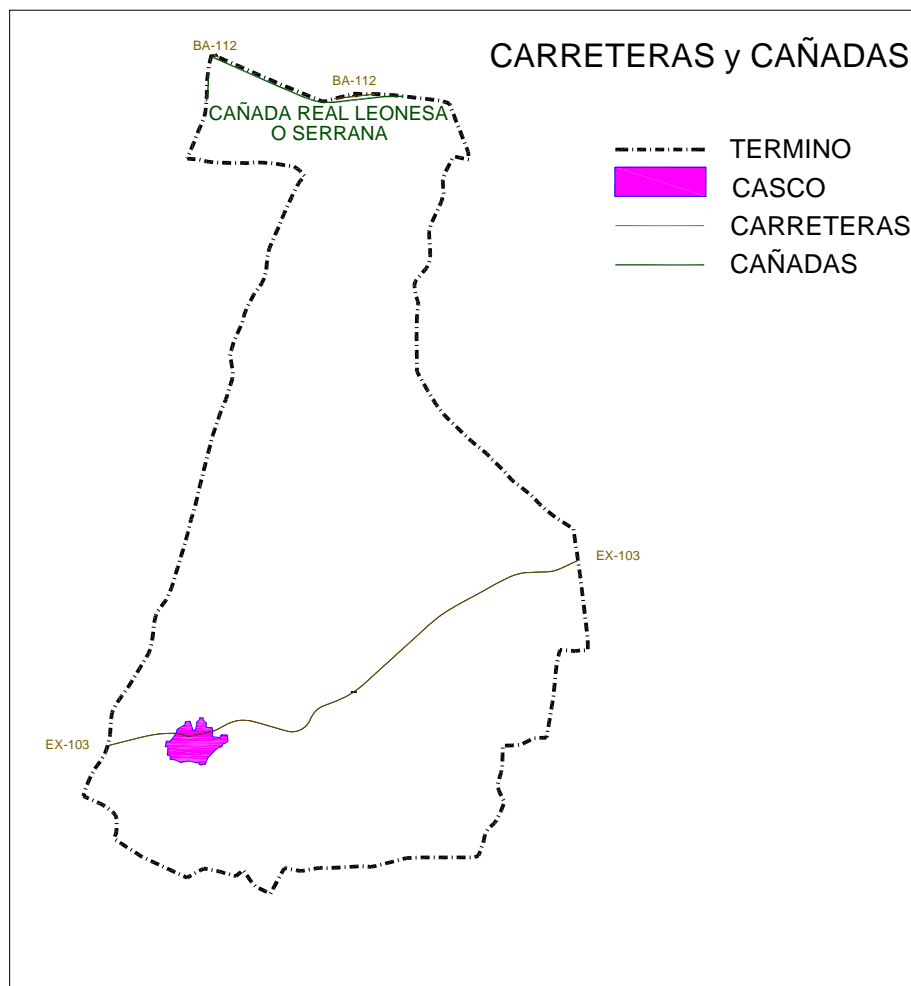 CARRETERAS y CAÑADAS
BA-112
BA-112
CAÑADA REAL LEONESA
O SERRANA
TERMINO
CASCO
CARRETERAS
CAÑADAS
EX-103
EX-103